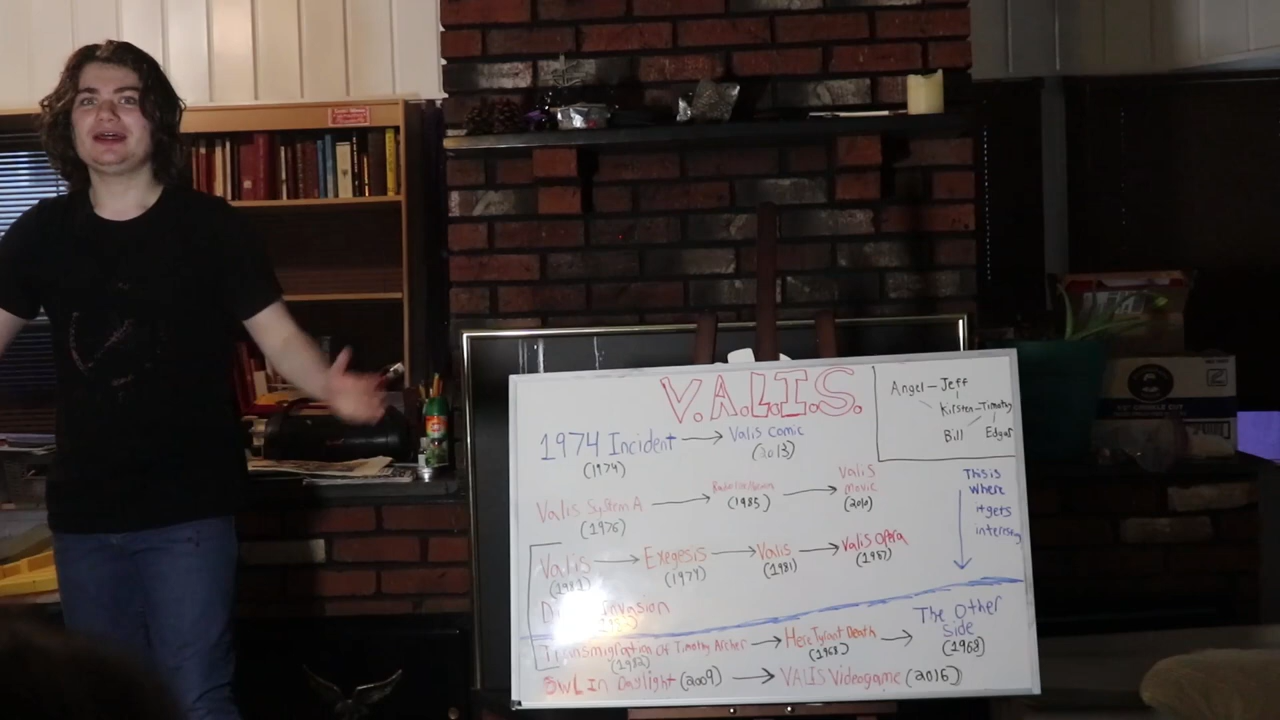 V.A.L.I.S.
Angel – Jeff
Kirsten – Timothy
Bill Edgar
1974 Incident → Valis Comic
(1974) (2013)
This is
where
it gets
interesting
Valis System A → (1985) → Valis Movie
(1976) (2010)
Valis → Exegesis → Valis → Valis Opera
(1974) (1981) (1987)
Invasion
Transmigration Of Timothy Archer → Here Tyrant Death → The Other Side
(1982) (1968) (1968)
Owl In Daylight (2009) → VALIS Videogame (2016)